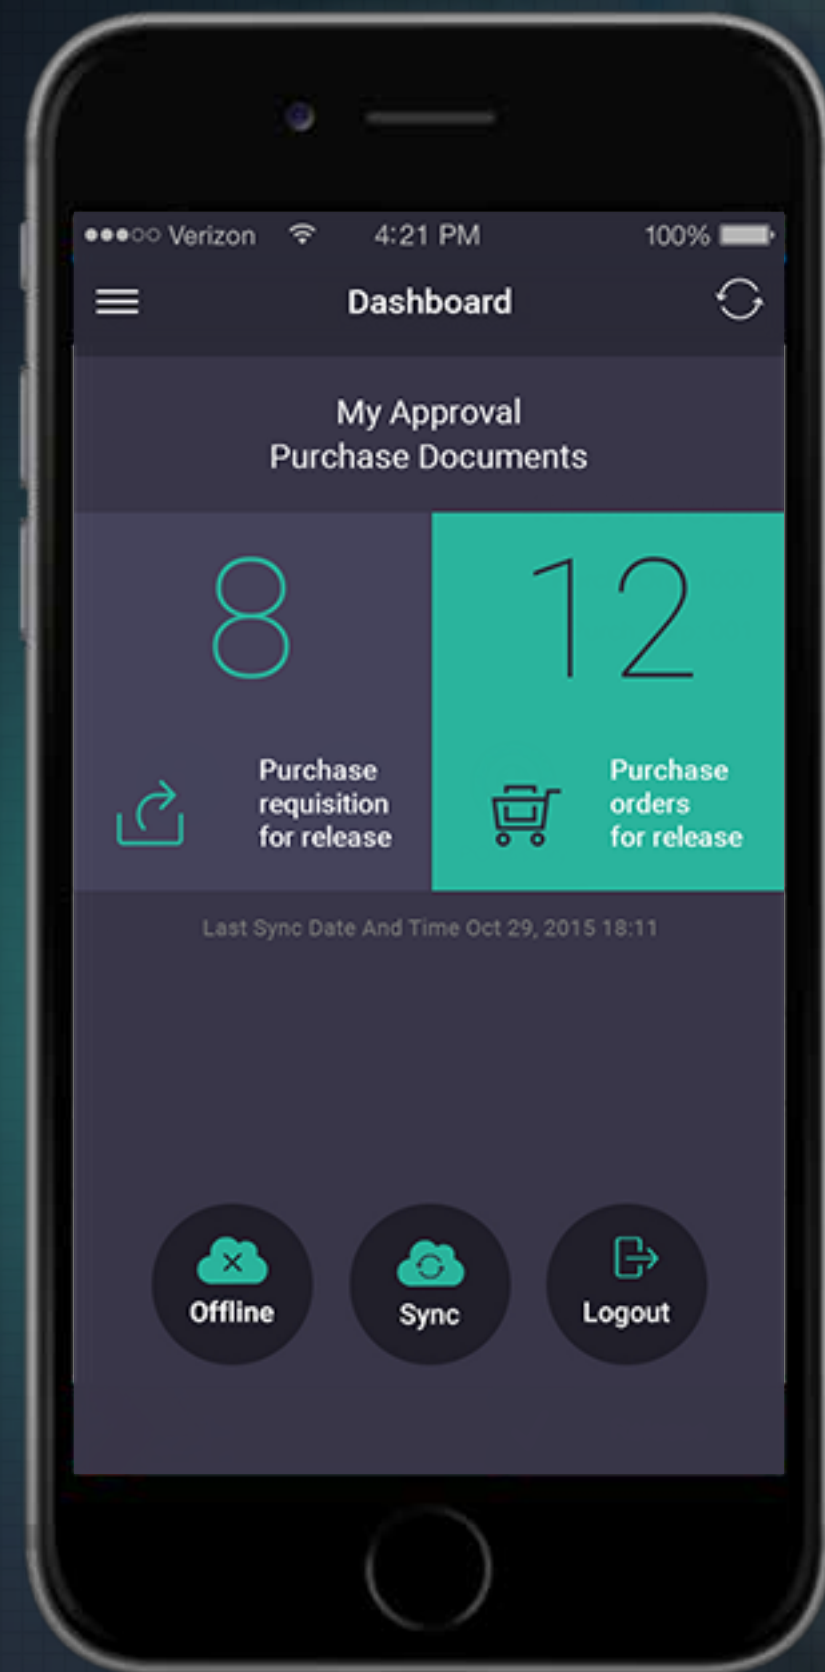 Verizon 4:21 PM 100%
Dashboard
My Approval
Purchase Documents
8
Purchase
requisition
for release
12
Purchase
orders
for release
Last Sync Date And Time Oct 29, 2015 18:11
Offline
Sync
Logout